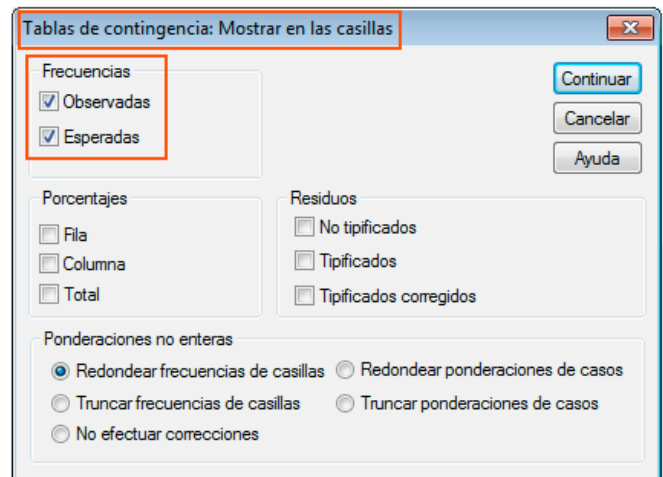 Tablas de contingencia: Mostrar en las casillas
Frecuencias
Observadas
Esperadas
Continuar
Cancelar
Ayuda
Porcentajes
Fila
Columna
Total
Residuos
No tipificados
Tipificados
Tipificados corregidos
Ponderaciones no enteras
Redondear frecuencias de casillas
Redondear ponderaciones de casos
Truncar frecuencias de casillas
Truncar ponderaciones de casos
No efectuar correcciones